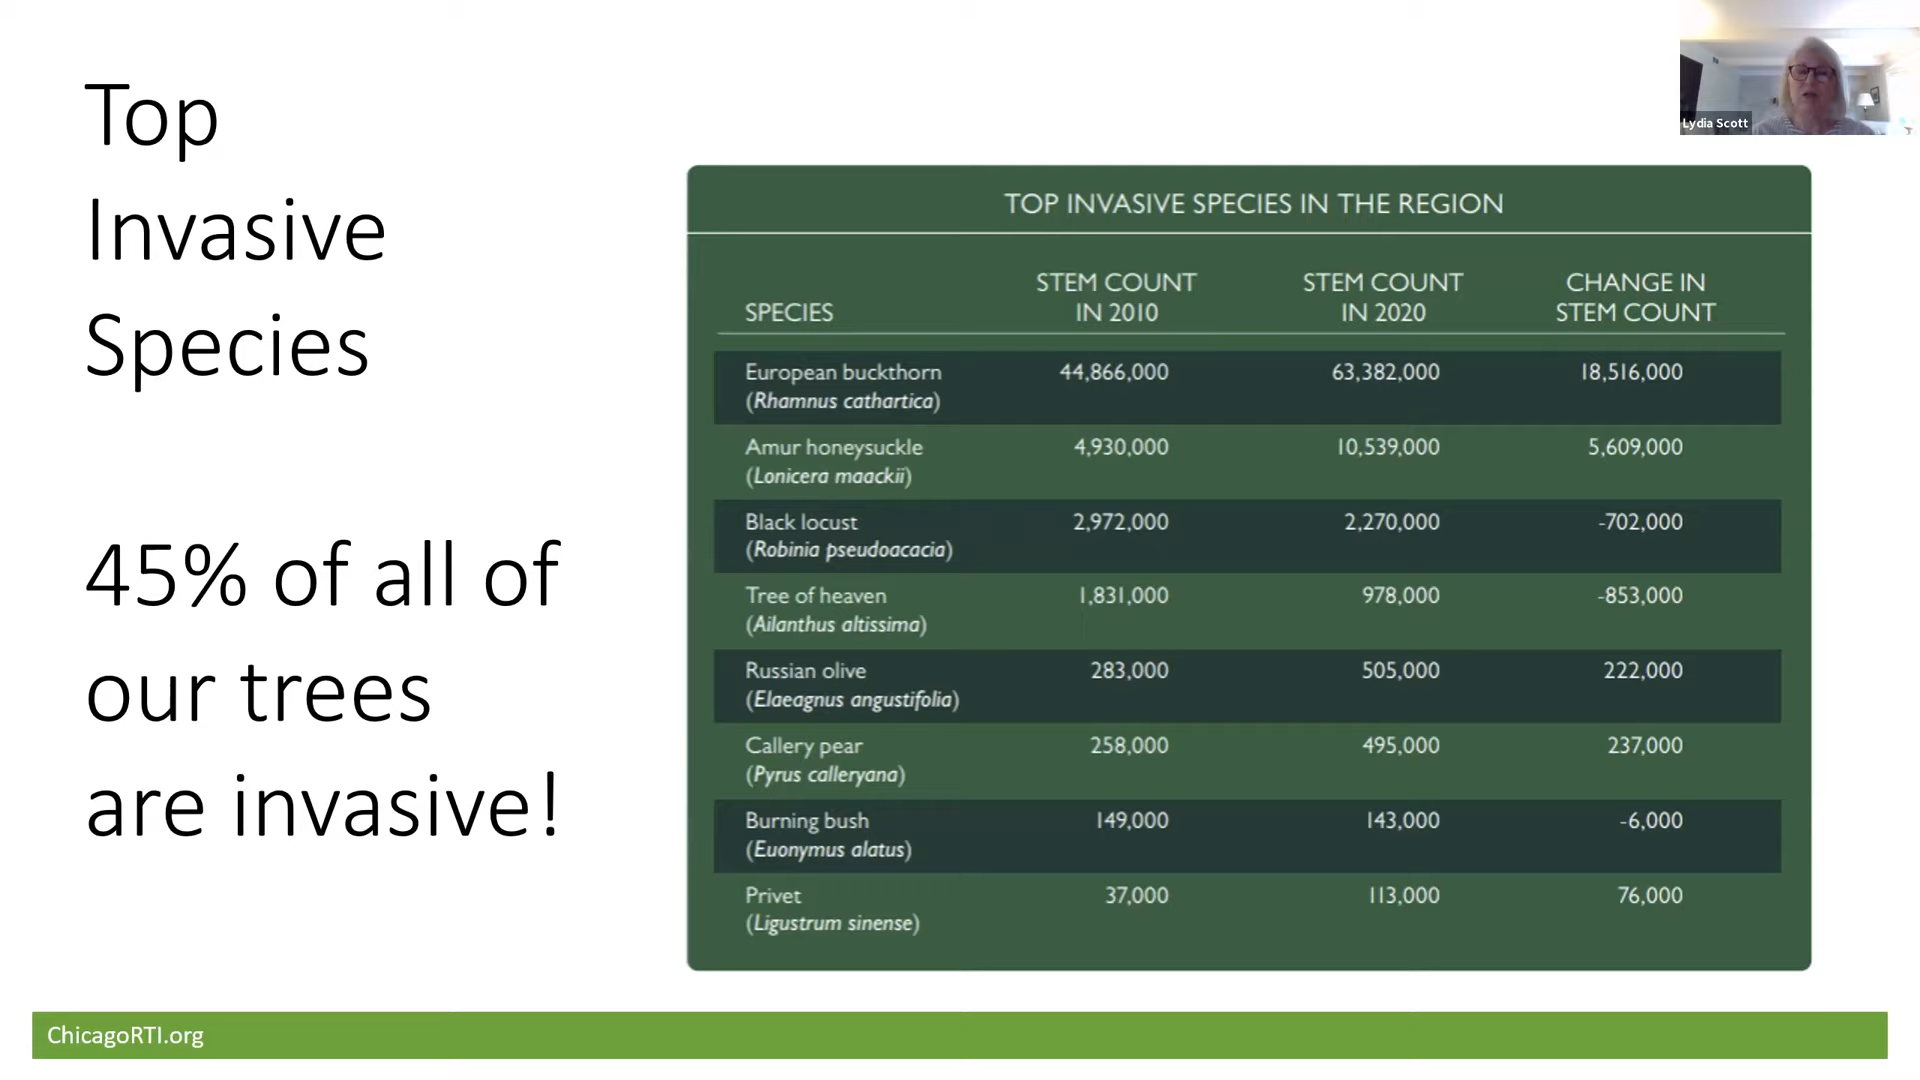 Top
Invasive
Species
45% of all of
our trees
are invasive!
Lydia Scott
TOP INVASIVE SPECIES IN THE REGION
SPECIES STEM COUNT IN 2010 STEM COUNT IN 2020 CHANGE IN STEM COUNT
European buckthorn 44,866,000 63,382,000 18,516,000
(Rhamnus cathartica)
Amur honeysuckle 4,930,000 10,539,000 5,609,000
(Lonicera maackii)
Black locust 2,972,000 2,270,000 -702,000
(Robinia pseudoacacia)
Tree of heaven 1,831,000 978,000 -853,000
(Ailanthus altissima)
Russian olive 283,000 505,000 222,000
(Elaeagnus angustifolia)
Callery pear 258,000 495,000 237,000
(Pyrus calleryana)
Burning bush 149,000 143,000 -6,000
(Euonymus alatus)
Privet 37,000 113,000 76,000
(Ligustrum sinense)
ChicagoRTI.org